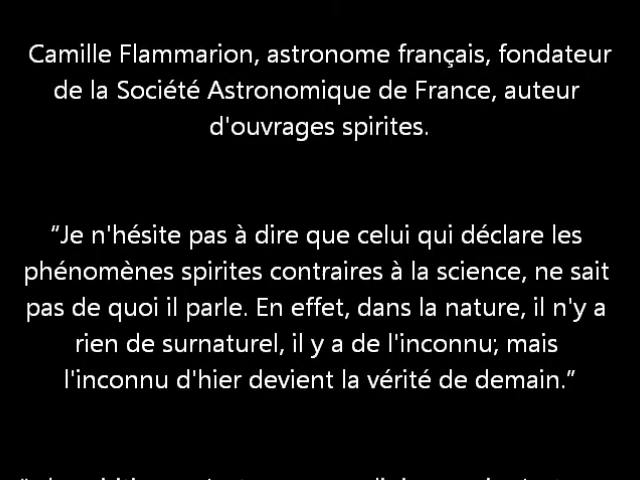 Camille Flammarion, astronome français, fondateur
de la Société Astronomique de France, auteur
d'ouvrages spirites.
“Je n'hésite pas à dire que celui qui déclare les
phénomènes spirites contraires à la science, ne sait
pas de quoi il parle. En effet, dans la nature, il n'y a
rien de surnaturel, il y a de l'inconnu; mais
l'inconnu d'hier devient la vérité de demain.”